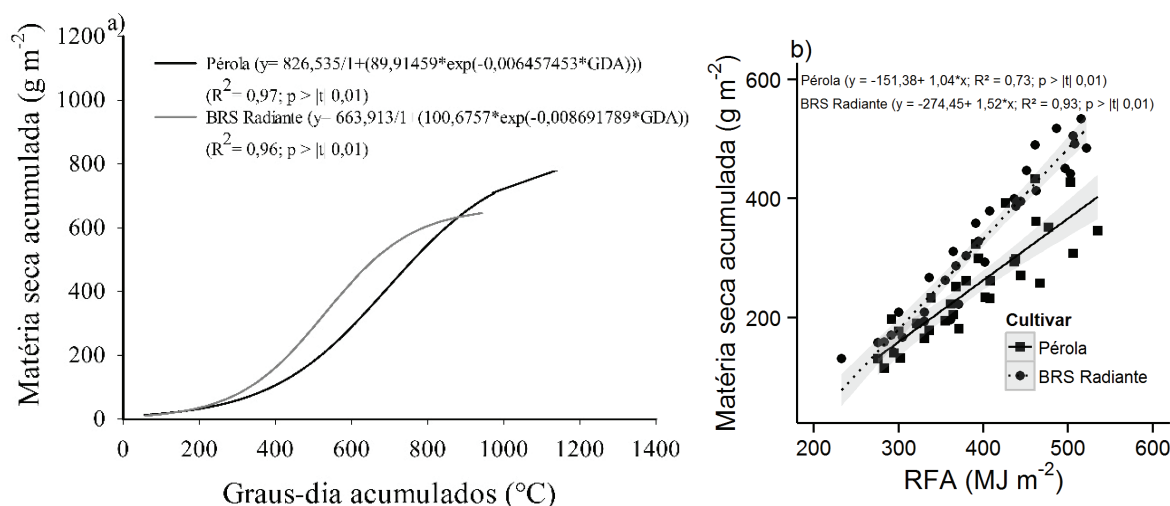 a)
1200
1000
800
600
400
200
0
0 200 400 600 800 1000 1200 1400
Matéria seca acumulada (g m-2)
Graus-dia acumulados (°C)
Pérola (y= 826,535/1+(89,91459*exp(-0,006457453*GDA)))
(R2= 0,97; p > |t| 0,01)
BRS Radiante (y= 663,913/1+(100,6757*exp(-0,008691789*GDA))
(R2= 0,96; p > |t| 0,01)
b)
600
400
200
200 300 400 500 600
Matéria seca acumulada (g m-2)
RFA (MJ m-2)
Pérola (y = -151,38+ 1,04*x; R² = 0,73; p > |t| 0,01)
BRS Radiante (y = -274,45+ 1,52*x; R² = 0,93; p > |t| 0,01)
Cultivar
Pérola
BRS Radiante